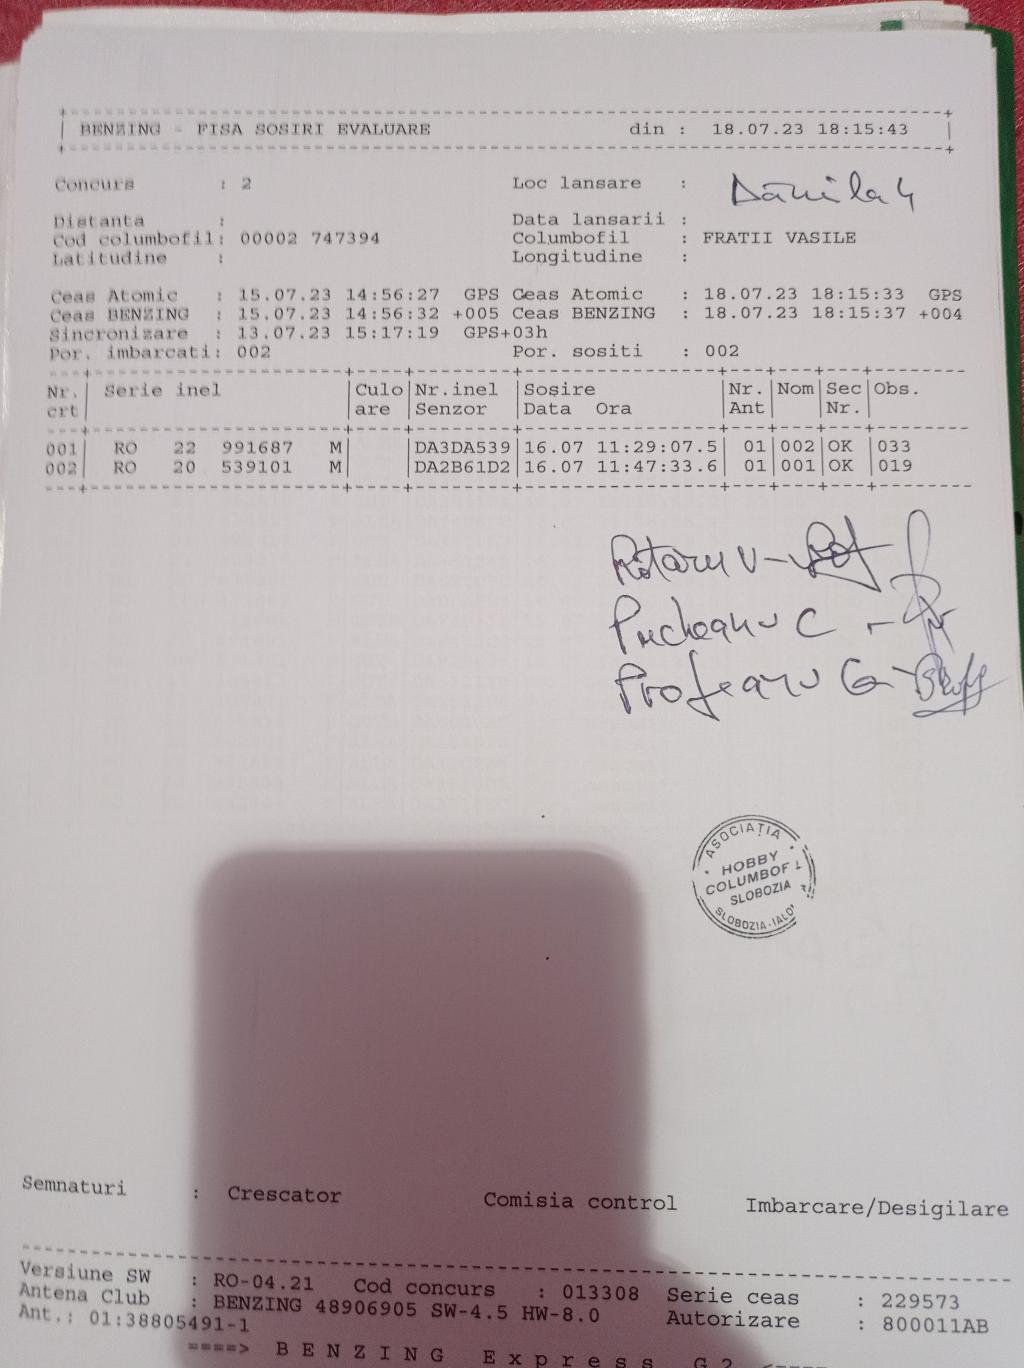 BENZING - FISA SOSIRI EVALUARE din : 18.07.23 18:15:43
Concurs : 2 Loc lansare : Dănila 4
Distanta : Data lansarii :
Cod columbofil: 00002 747394 Columbofil : FRATII VASILE
Latitudine : Longitudine :
Ceas Atomic : 15.07.23 14:56:27 GPS Ceas Atomic : 18.07.23 18:15:33 GPS
Ceas BENZING : 15.07.23 14:56:32 +005 Ceas BENZING : 18.07.23 18:15:37 +004
Sincronizare : 13.07.23 15:17:19 GPS+03h
Por. imbarcati: 002 Por. sositi : 002
Nr. Serie inel Culo Nr.inel Sosire Nr. Nom Sec Obs.
crt are Senzor Data Ora Ant Nr.
001 RO 22 991687 M DA3DA539 16.07 11:29:07.5 01 002 OK 033
002 RO 20 539101 M DA2B61D2 16.07 11:47:33.6 01 001 OK 019
Rotaru V -
C -
Profeanu G -
ASOCIAȚIA
HOBBY
COLUMBOF
SLOBOZIA
SLOBOZIA-IALO
Semnaturi : Crescator Comisia control Imbarcare/Desigilare
Versiune SW : RO-04.21 Cod concurs : 013308 Serie ceas : 229573
Antena Club : BENZING 48906905 SW-4.5 HW-8.0 Autorizare : 800011AB
Ant.: 01:38805491-1
====> B E N Z I N G E x p r e s s G 2 <====